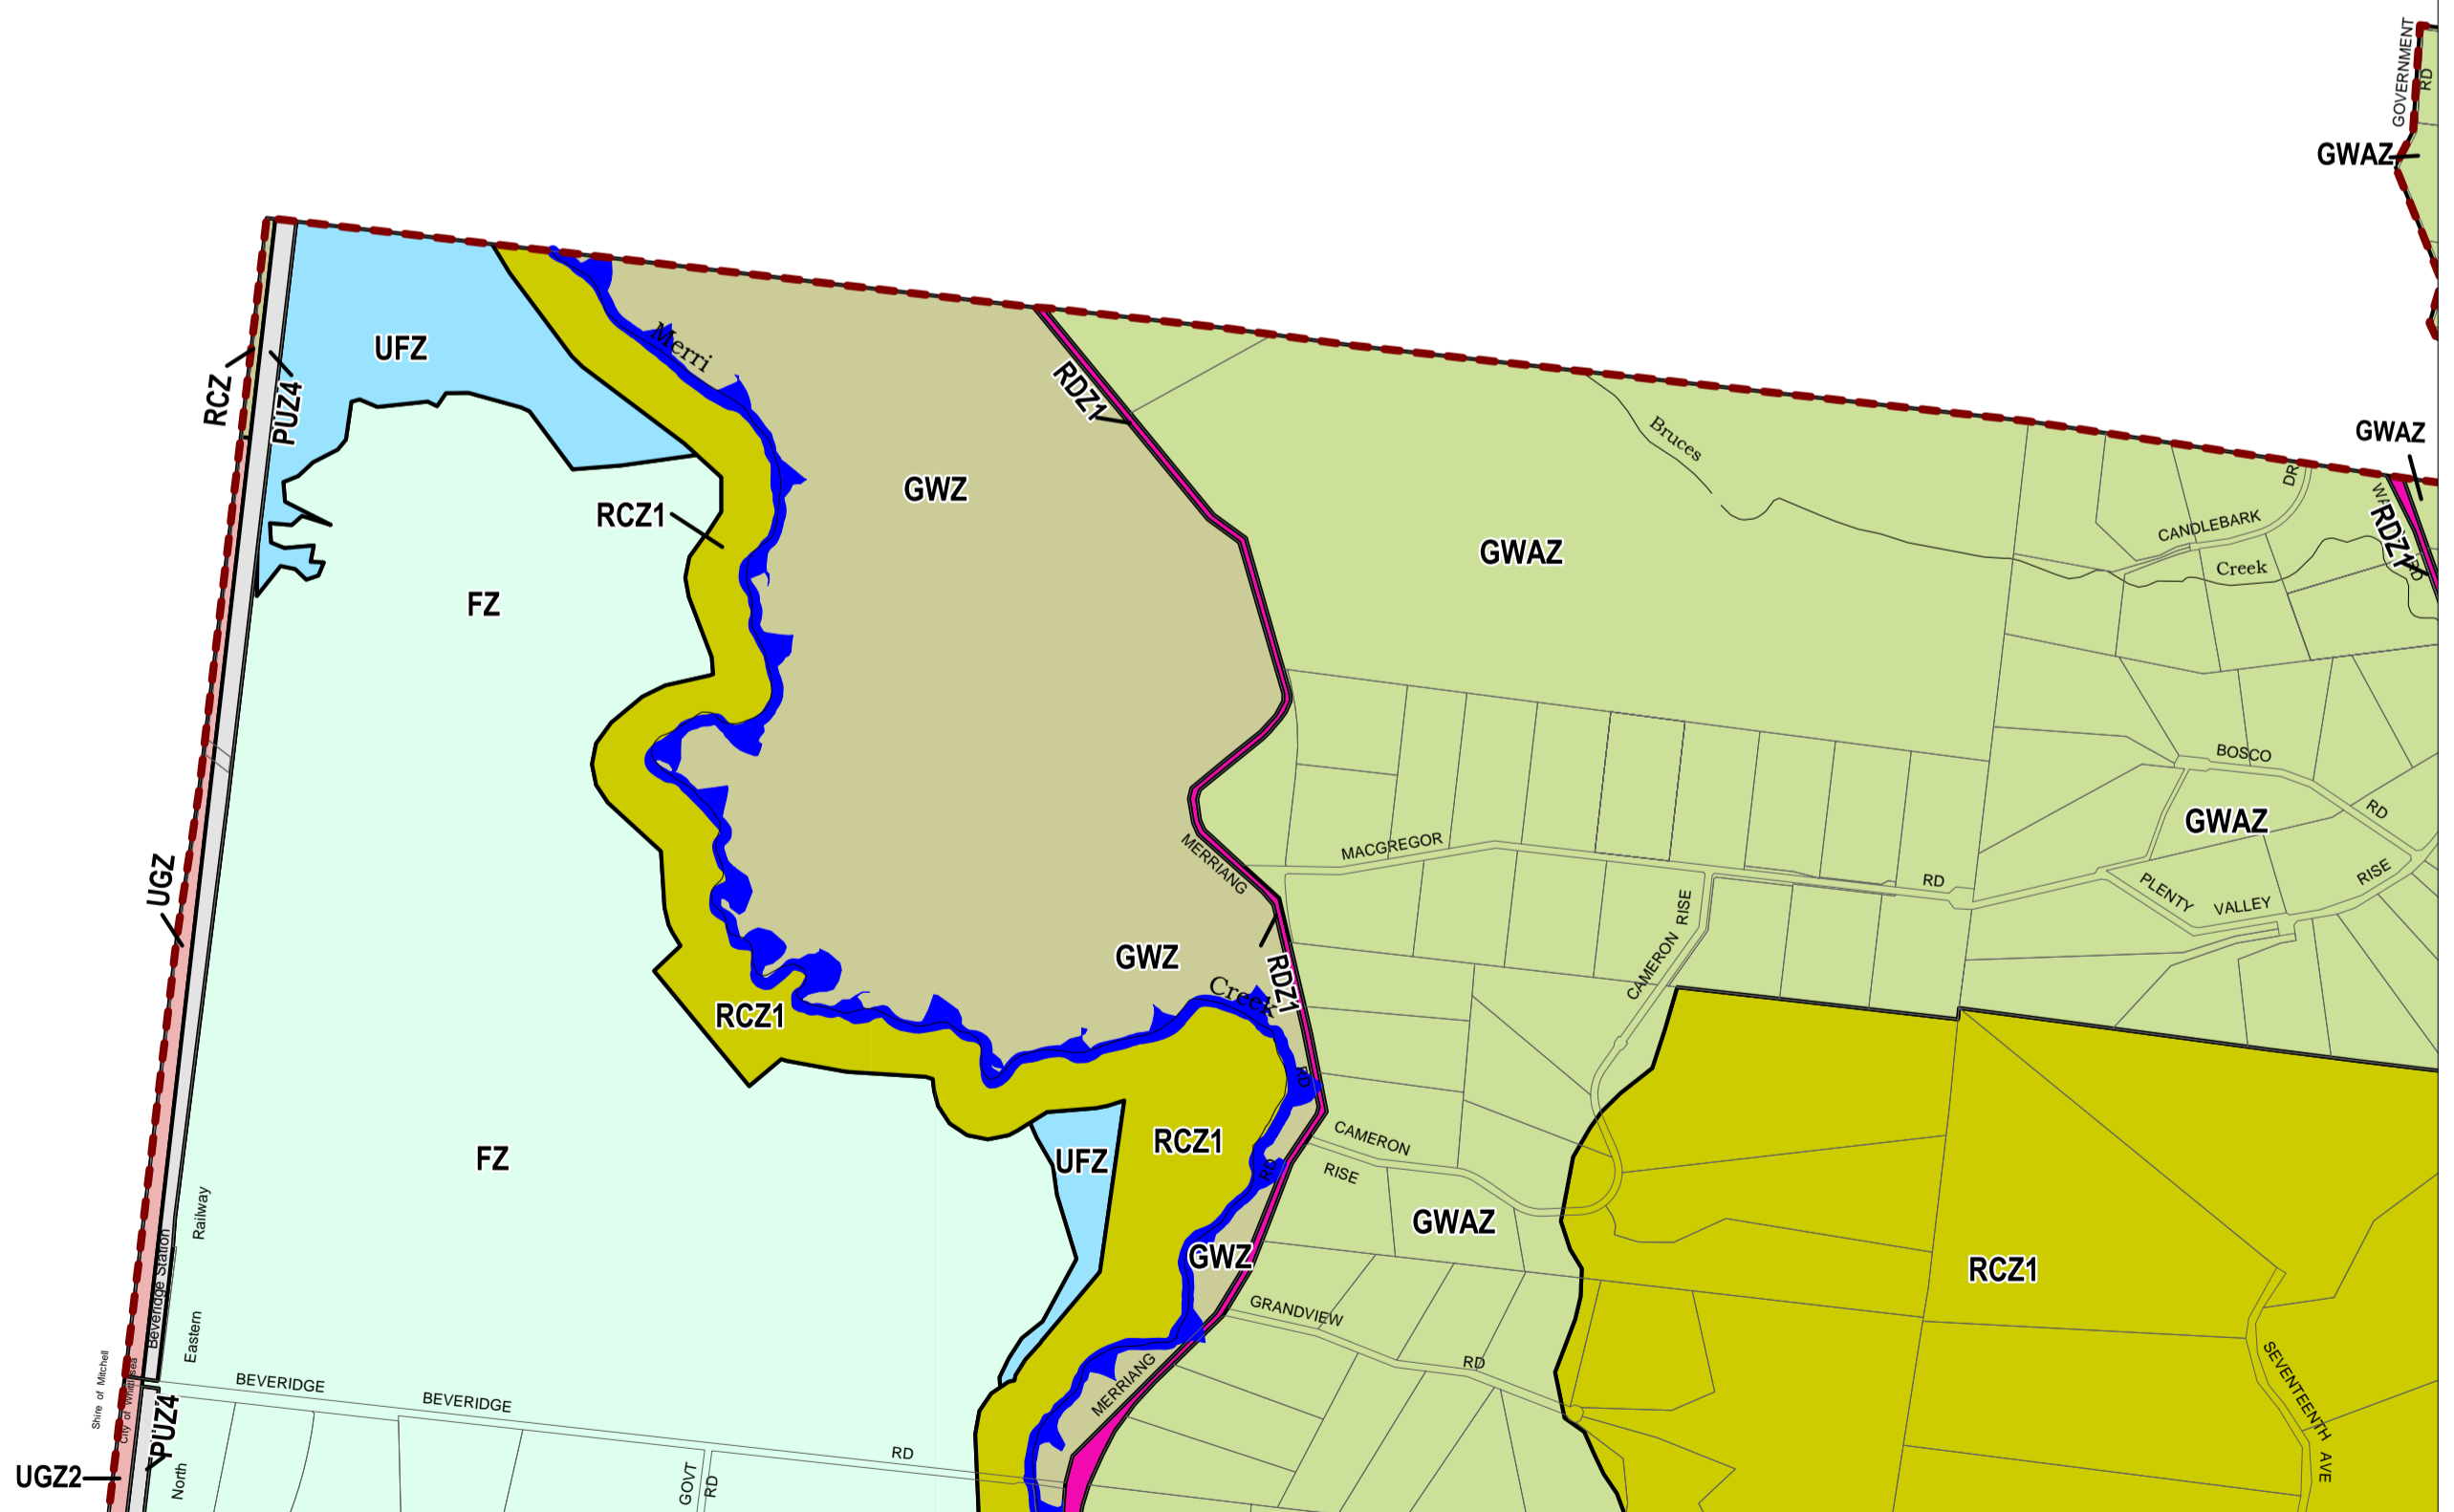 GOVERNMENT
RD
GWAZ
UFZ
Merri
RCZ
PUZ4
RDZ1
Bruces
GWAZ
GWZ
RCZ1
GWAZ
DR
CANDLEBARK
RDZ1
RD
Creek
FZ
BOSCO
RD
GWAZ
MACGREGOR
MERRIANG
RD
UGZ
RISE
PLENTY
VALLEY
RISE
CAMERON
GWZ
Creek
RDZ1
RCZ1
RD
CAMERON
RISE
RCZ1
UFZ
RD
FZ
GWAZ
GWZ
RCZ1
Railway
Beveridge Station
Eastern
GRANDVIEW
RD
SEVENTEENTH
AVE
MERRIANG
Shire of Mitchell
City of Whittlesea
BEVERIDGE
BEVERIDGE
RD
PUZ4
UGZ2
North
GOVT
RD